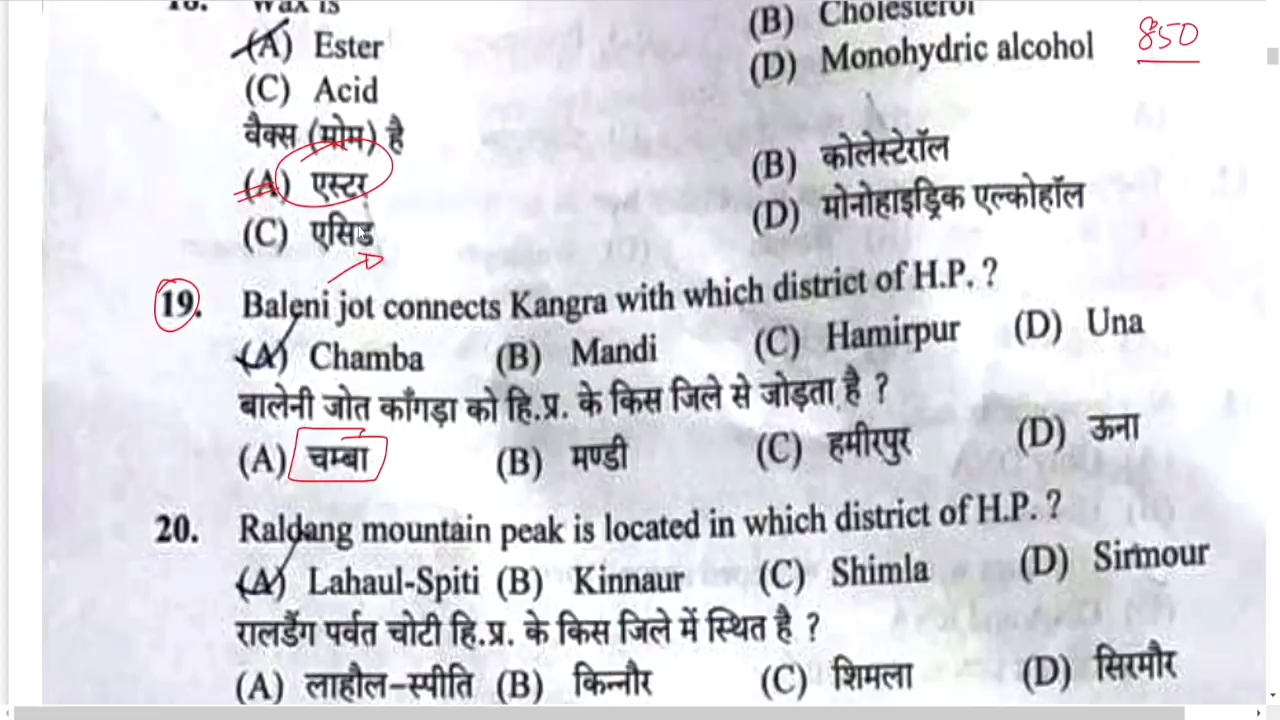 18. Wax is
(A) Ester (B) Cholesterol
(C) Acid (D) Monohydric alcohol
850
वैक्स (मोम) है
(A) एस्टर (B) कोलेस्टेरॉल
(C) एसिड (D) मोनोहाइड्रिक एल्कोहॉल
19. Baleni jot connects Kangra with which district of H.P. ?
(A) Chamba (B) Mandi (C) Hamirpur (D) Una
बालेनी जोत काँगड़ा को हि.प्र. के किस जिले से जोड़ता है ?
(A) चम्बा (B) मण्डी (C) हमीरपुर (D) ऊना
20. Raldang mountain peak is located in which district of H.P. ?
(A) Lahaul-Spiti (B) Kinnaur (C) Shimla (D) Sirmour
रालडैंग पर्वत चोटी हि.प्र. के किस जिले में स्थित है ?
(A) लाहौल-स्पीति (B) किन्नौर (C) शिमला (D) सिरमौर